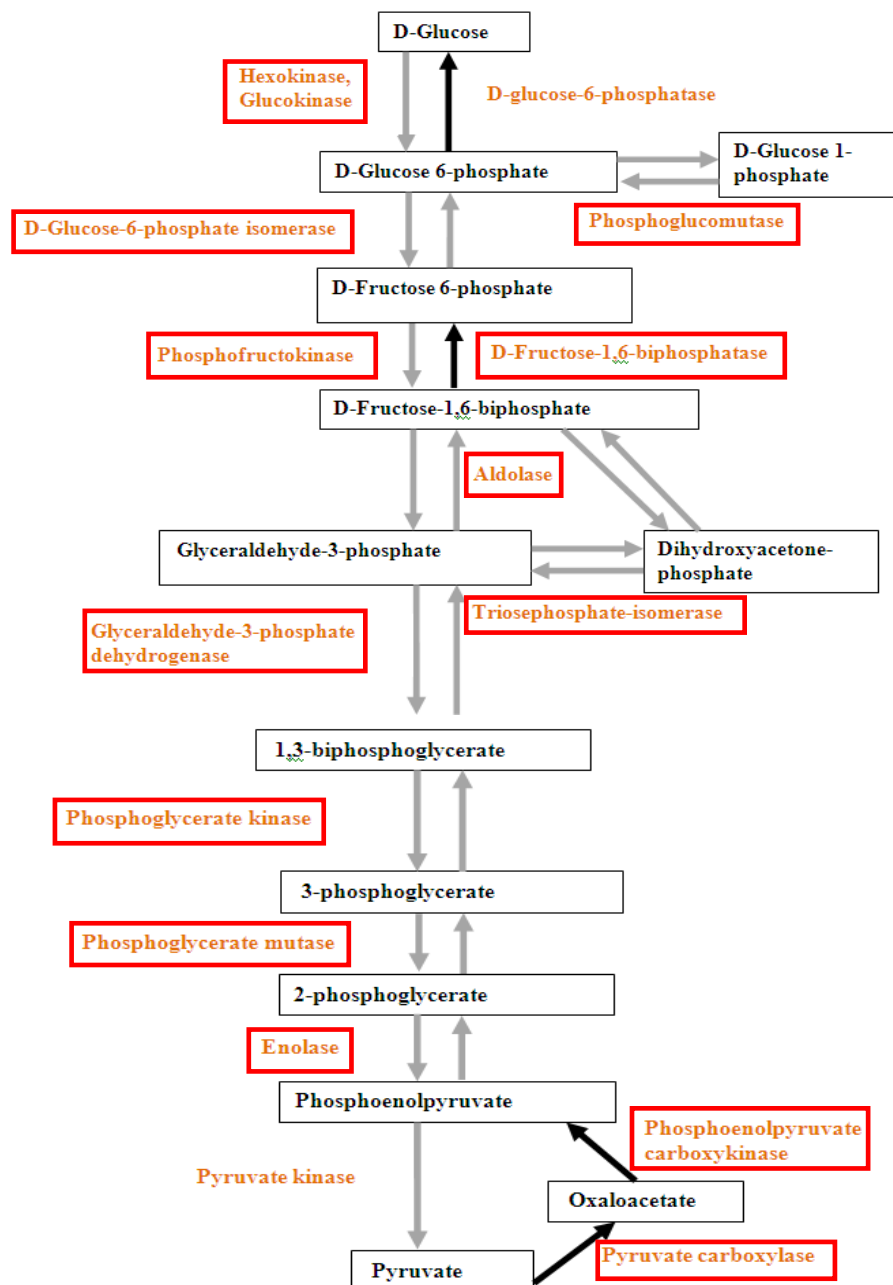 D-Glucose
Hexokinase,
Glucokinase
D-glucose-6-phosphatase
D-Glucose 6-phosphate
D-Glucose 1-
phosphate
D-Glucose-6-phosphate isomerase
Phosphoglucomutase
D-Fructose 6-phosphate
Phosphofructokinase
D-Fructose-1,6-biphosphatase
D-Fructose-1,6-biphosphate
Aldolase
Glyceraldehyde-3-phosphate
Dihydroxyacetone-
phosphate
Triosephosphate-isomerase
Glyceraldehyde-3-phosphate
dehydrogenase
1,3-biphosphoglycerate
Phosphoglycerate kinase
3-phosphoglycerate
Phosphoglycerate mutase
2-phosphoglycerate
Enolase
Phosphoenolpyruvate
Phosphoenolpyruvate
carboxykinase
Pyruvate kinase
Oxaloacetate
Pyruvate carboxylase
Pyruvate